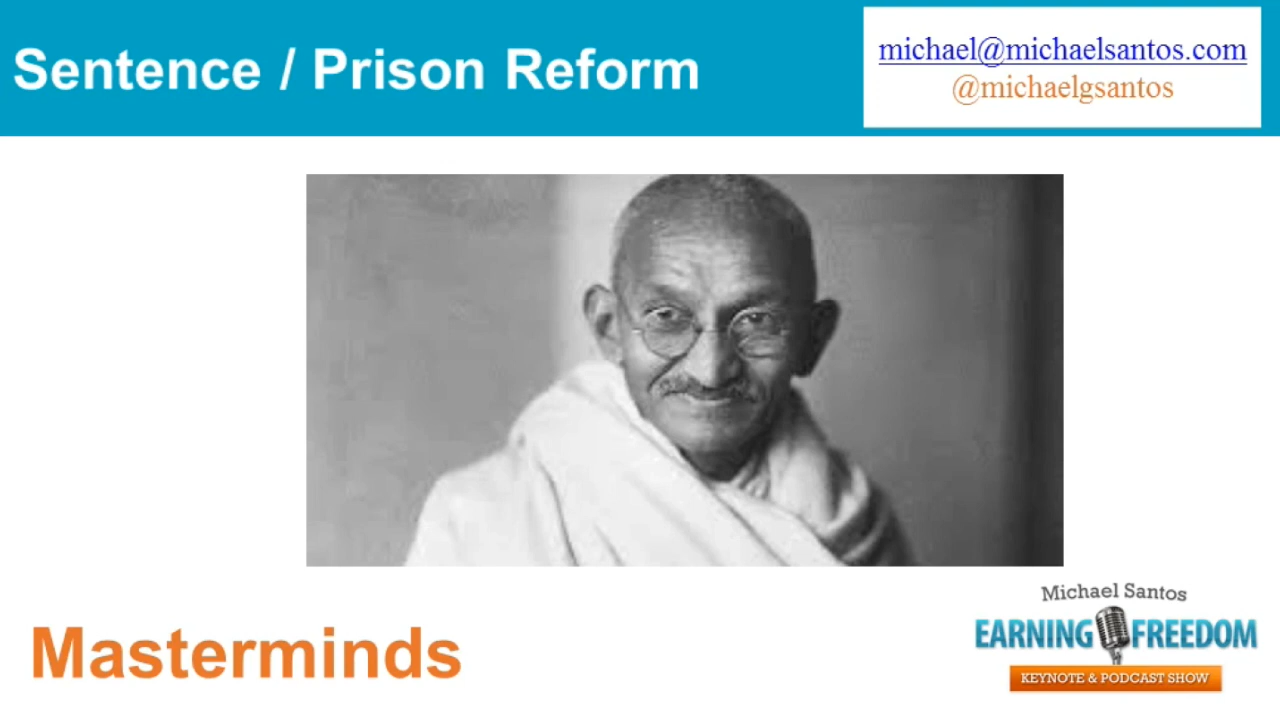 Sentence / Prison Reform
michael@michaelsantos.com
@michaelgsantos
Masterminds
Michael Santos
EARNING FREEDOM
KEYNOTE & PODCAST SHOW